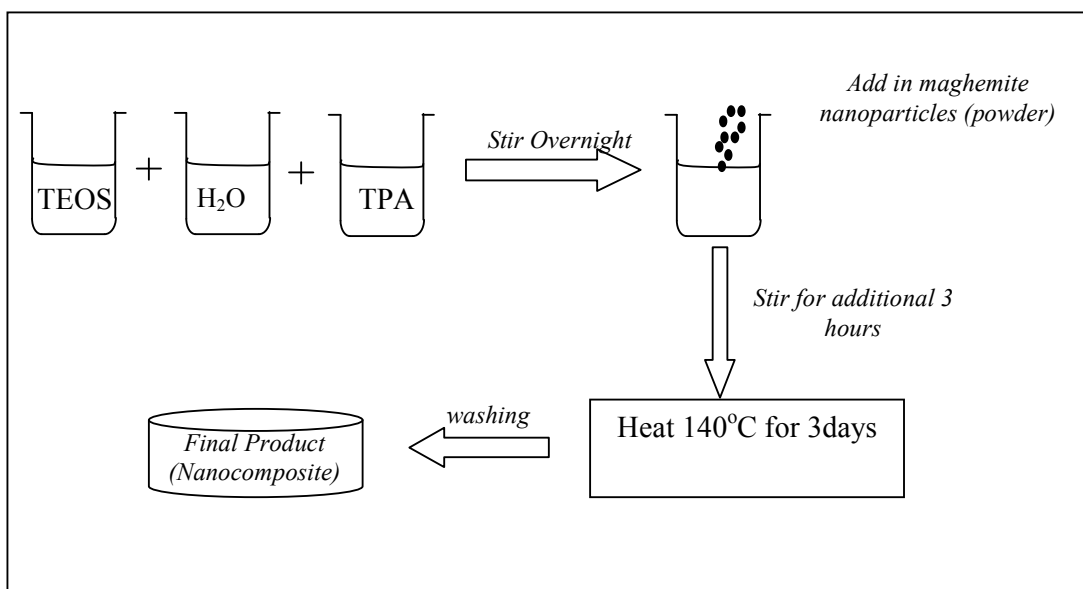 Add in maghemite
nanoparticles (powder)
Stir Overnight
TEOS + H₂O + TPA
Stir for additional 3
hours
Heat 140°C for 3days
washing
Final Product
(Nanocomposite)